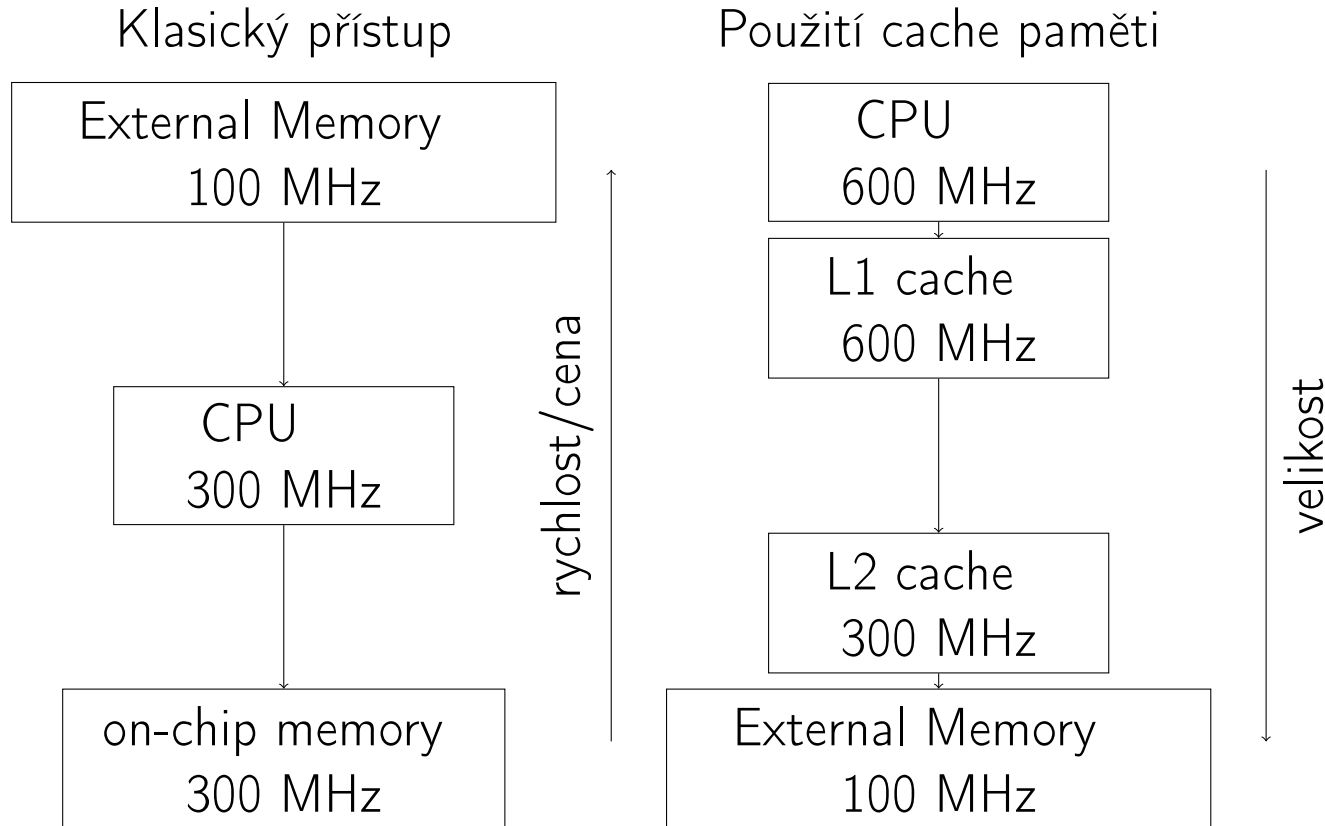 Klasický přístup
External Memory
100 MHz
CPU
300 MHz
on-chip memory
300 MHz
rychlost/cena
Použití cache paměti
CPU
600 MHz
L1 cache
600 MHz
L2 cache
300 MHz
External Memory
100 MHz
velikost